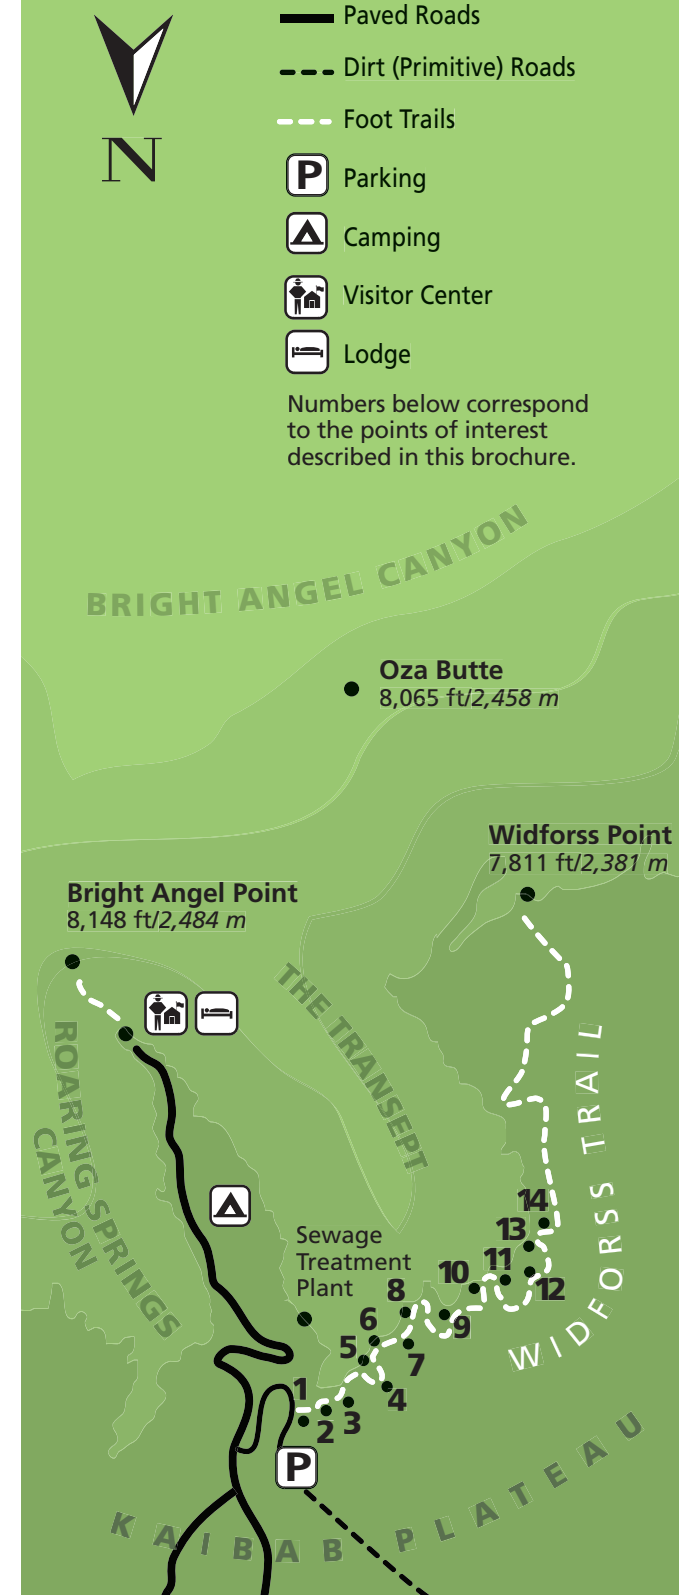 N
Paved Roads
Dirt (Primitive) Roads
Foot Trails
P Parking
Camping
Visitor Center
Lodge
Numbers below correspond
to the points of interest
described in this brochure.
BRIGHT ANGEL CANYON
Oza Butte
8,065 ft/2,458 m
Widforss Point
7,811 ft/2,381 m
Bright Angel Point
8,148 ft/2,484 m
THE TRANSEPT
ROARING SPRINGS
CANYON
WIDFORSS TRAIL
Sewage
Treatment
Plant
14
13
12
11
10
9
8
7
6
5
4
3
2
1
P
KAIBAB PLATEAU